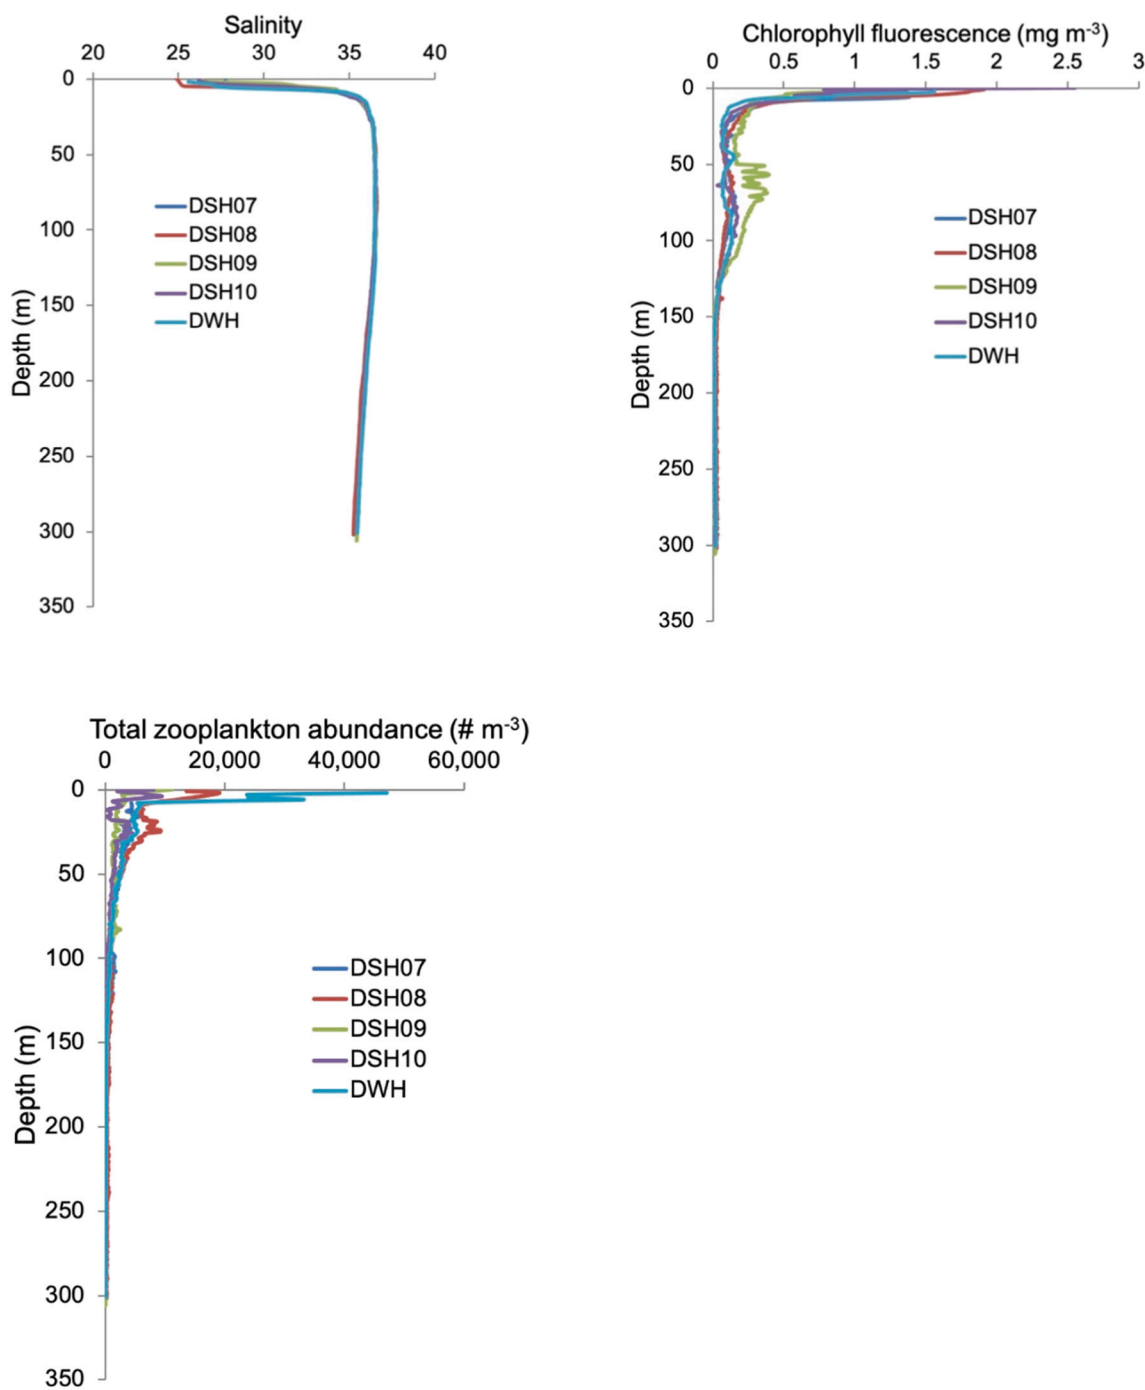 Salinity
20 25 30 35 40
0
50
100
150
200
250
300
350
Depth (m)
DSH07
DSH08
DSH09
DSH10
DWH
Chlorophyll fluorescence (mg m-3)
0 0.5 1 1.5 2 2.5 3
0
50
100
150
200
250
300
350
Depth (m)
DSH07
DSH08
DSH09
DSH10
DWH
Total zooplankton abundance (# m-3)
0 20,000 40,000 60,000
0
50
100
150
200
250
300
350
Depth (m)
DSH07
DSH08
DSH09
DSH10
DWH